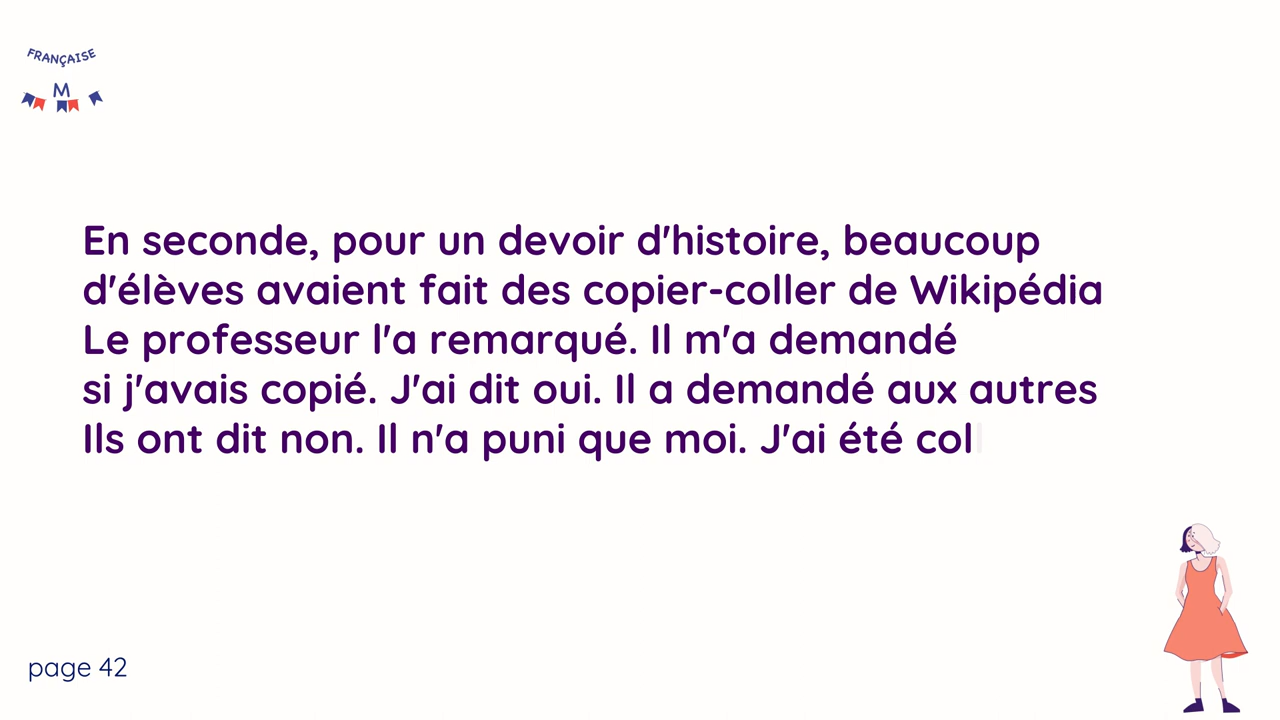 FRANÇAISE
M
En seconde, pour un devoir d'histoire, beaucoup
d'élèves avaient fait des copier-coller de Wikipédia
Le professeur l'a remarqué. Il m'a demandé
si j'avais copié. J'ai dit oui. Il a demandé aux autres
Ils ont dit non. Il n'a puni que moi. J'ai été col
page 42